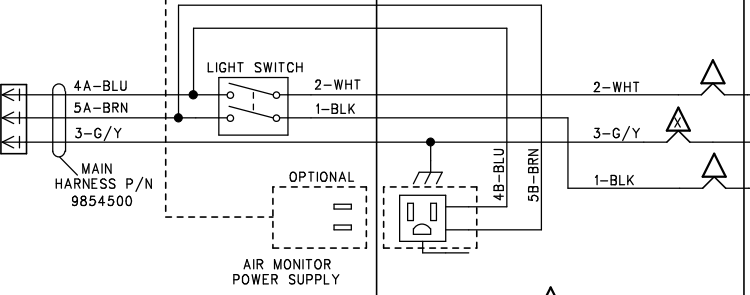 LIGHT SWITCH
4A-BLU
2-WHT
2-WHT
5A-BRN
1-BLK
3-G/Y
3-G/Y
X
MAIN
HARNESS P/N
9854500
OPTIONAL
4B-BLU
5B-BRN
1-BLK
AIR MONITOR
POWER SUPPLY